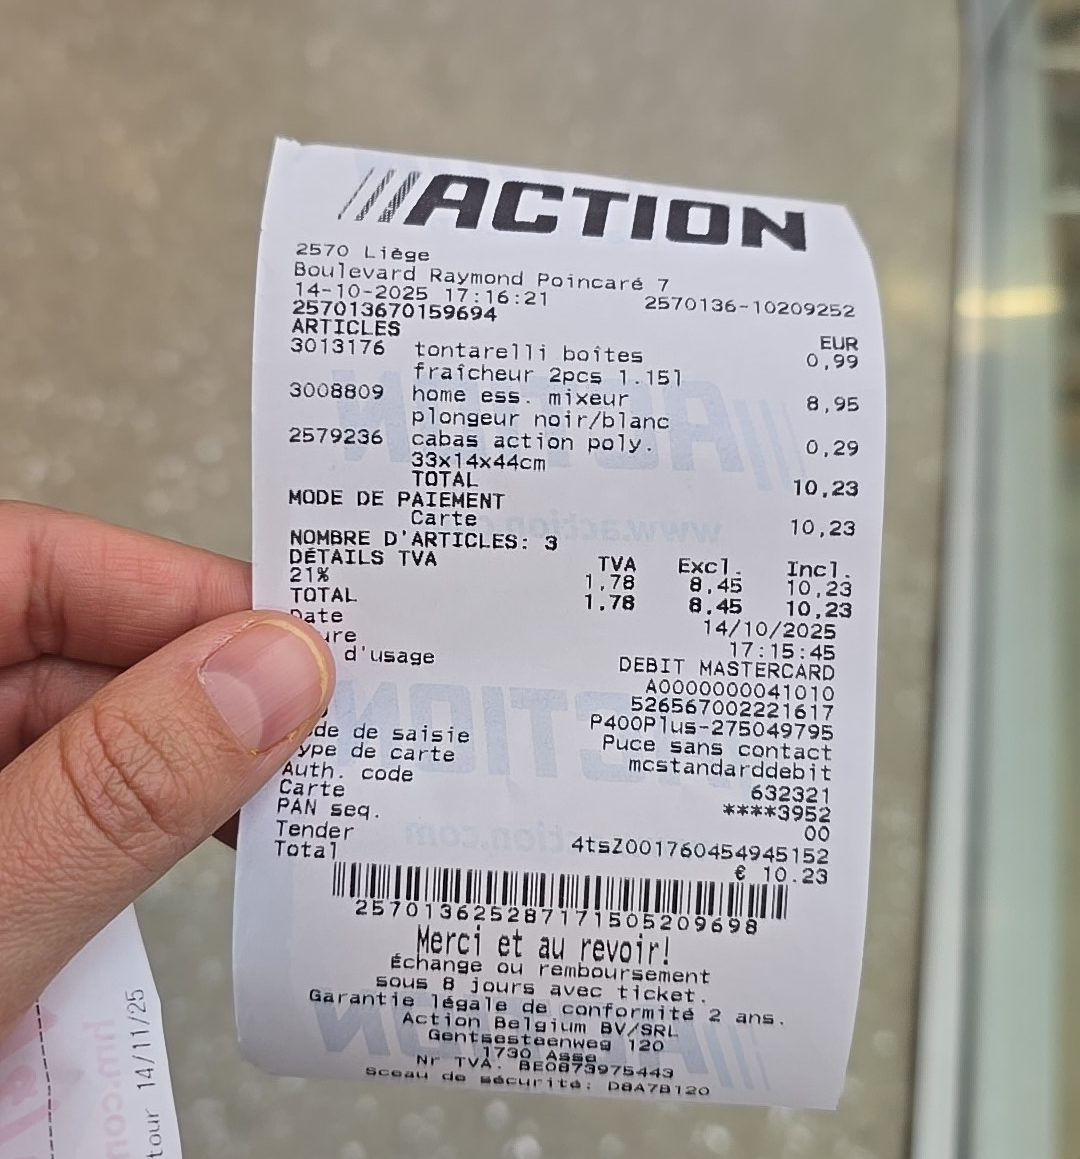 ///ACTION
2570 Liège
Boulevard Raymond Poincaré 7
14-10-2025 17:16:21 2570136-10209252
257013670159694
ARTICLES EUR
3013176 tontarelli boîtes 0,99
fraîcheur 2pcs 1.15l
3008809 home ess. mixeur 8,95
plongeur noir/blanc
2579236 cabas action poly. 0,29
33x14x44cm
TOTAL 10,23
MODE DE PAIEMENT
Carte 10,23
NOMBRE D'ARTICLES: 3
DÉTAILS TVA TVA Excl. Incl.
21% 1,78 8,45 10,23
TOTAL 1,78 8,45 10,23
Date 14/10/2025
ure 17:15:45
d'usage DEBIT MASTERCARD
A0000000041010
526567002221617
P400Plus-275049795
de de saisie Puce sans contact
ype de carte mcstandarddebit
Auth. code 632321
Carte ****3952
PAN seq. 00
Tender 4tsZ001760454945152
Total € 10.23
257013625287171505209698
Merci et au revoir!
Échange ou remboursement
sous 8 jours avec ticket.
Garantie légale de conformité 2 ans.
Action Belgium BV/SRL
Gentsesteenweg 120
1730 Asse
Nr TVA. BE0873975443
Sceau de sécurité: D8A7B120
hm.com
tour 14/11/25